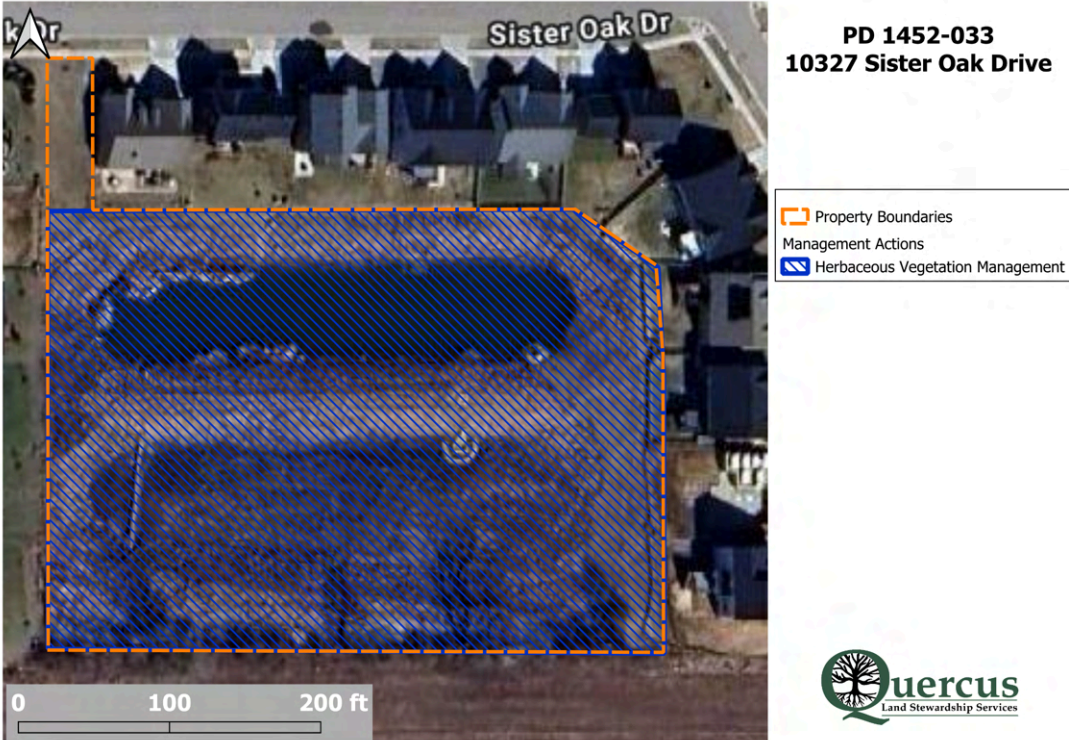 k Dr
Sister Oak Dr
PD 1452-033
10327 Sister Oak Drive
Property Boundaries
Management Actions
Herbaceous Vegetation Management
0 100 200 ft
Quercus
Land Stewardship Services